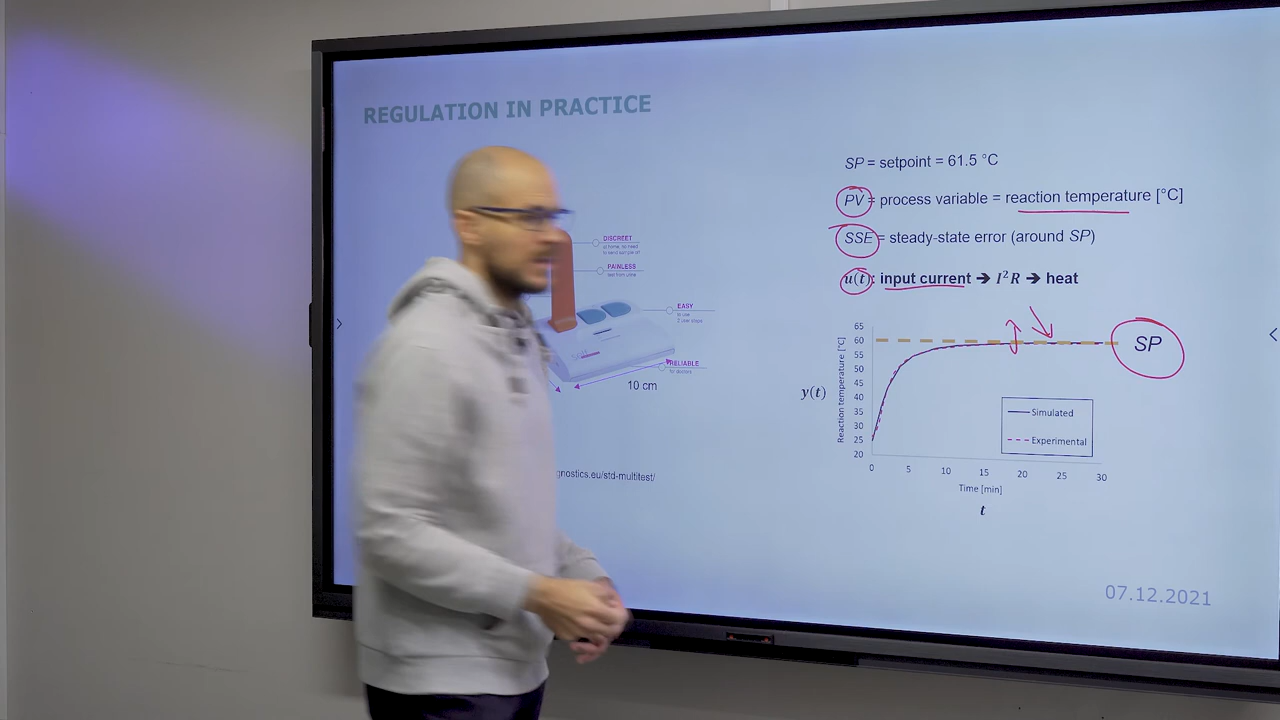 REGULATION IN PRACTICE
SP = setpoint = 61.5 °C
PV = process variable = reaction temperature [°C]
SSE = steady-state error (around SP)
u(t): input current ➔ I²R ➔ heat
DISCREET
PAINLESS
EASY
RELIABLE
for doctors
10 cm
gnostics.eu/std-multitest/
y(t)
Reaction temperature [°C]
65
60
55
50
45
40
35
30
25
20
0 5 10 15 20 25 30
Time [min]
t
Simulated
Experimental
SP
07.12.2021